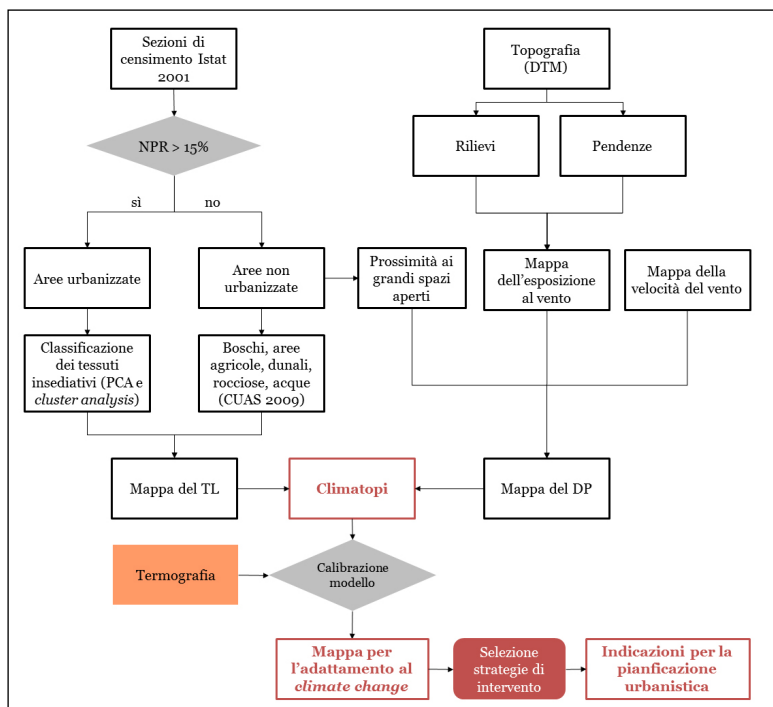 Sezioni di
censimento Istat
2001
Topografia
(DTM)
NPR > 15%
Rilievi
Pendenze
sì
no
Aree urbanizzate
Aree non
urbanizzate
Prossimità ai
grandi spazi
aperti
Mappa
dell'esposizione
al vento
Mappa della
velocità del vento
Classificazione
dei tessuti
insediativi (PCA e
cluster analysis)
Boschi, aree
agricole, dunali,
rocciose, acque
(CUAS 2009)
Mappa del TL
Climatopi
Mappa del DP
Termografia
Calibrazione
modello
Mappa per
l'adattamento al
climate change
Selezione
strategie di
intervento
Indicazioni per la
pianficazione
urbanistica